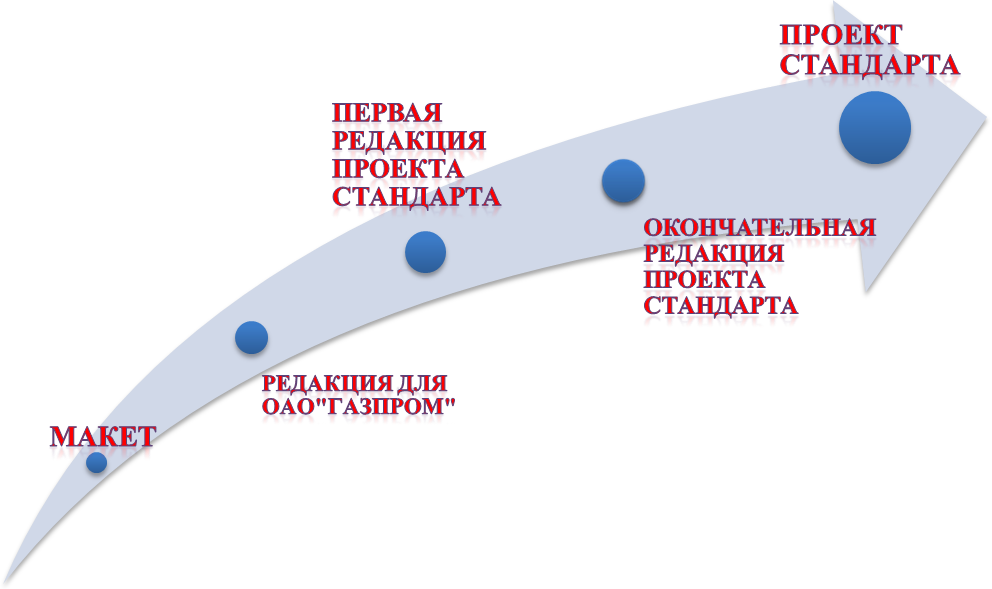 МАКЕТ
РЕДАКЦИЯ ДЛЯ
ОАО"ГАЗПРОМ"
ПЕРВАЯ
РЕДАКЦИЯ
ПРОЕКТА
СТАНДАРТА
ОКОНЧАТЕЛЬНАЯ
РЕДАКЦИЯ
ПРОЕКТА
СТАНДАРТА
ПРОЕКТ
СТАНДАРТА